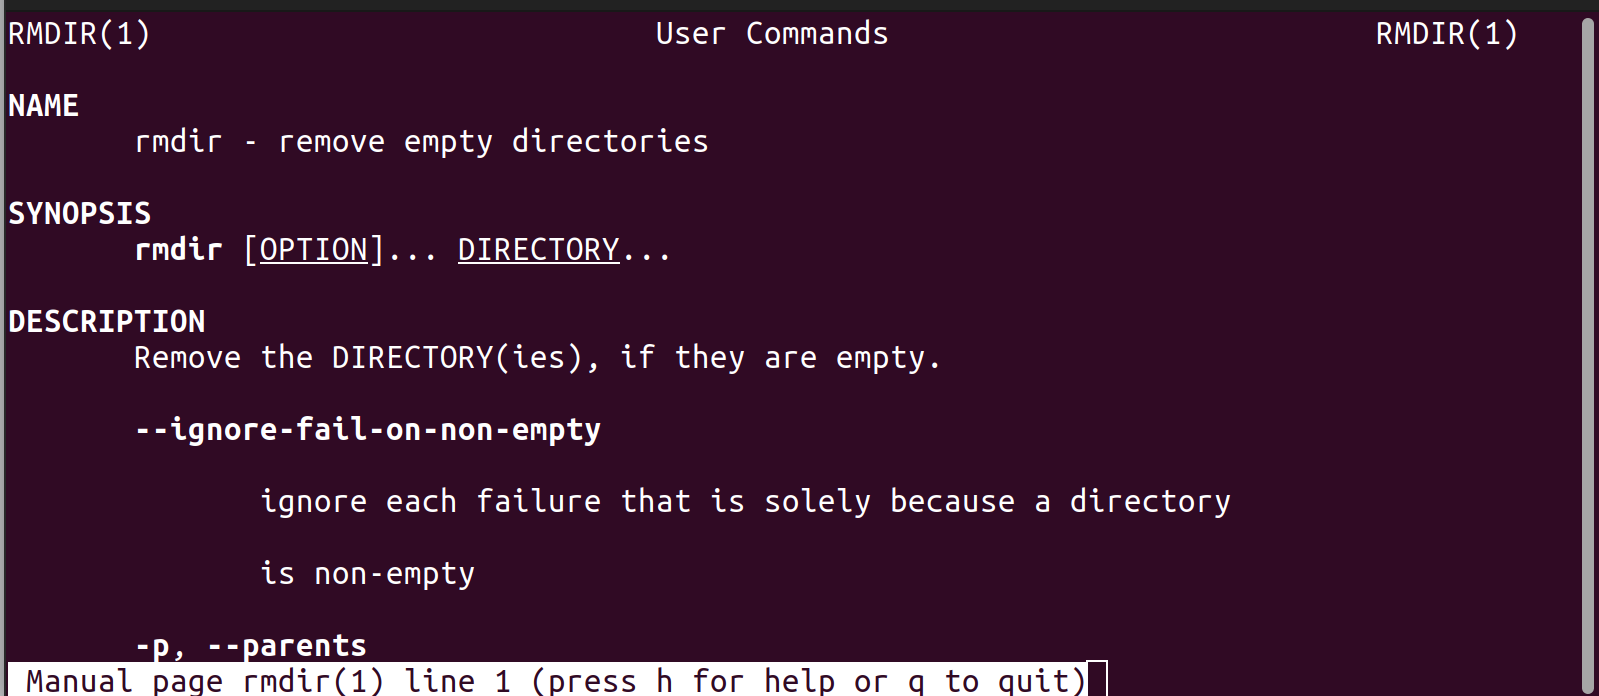 RMDIR(1) User Commands RMDIR(1)
NAME
rmdir - remove empty directories
SYNOPSIS
rmdir [OPTION]... DIRECTORY...
DESCRIPTION
Remove the DIRECTORY(ies), if they are empty.
--ignore-fail-on-non-empty
ignore each failure that is solely because a directory
is non-empty
-p, --parents
Manual page rmdir(1) line 1 (press h for help or q to quit)